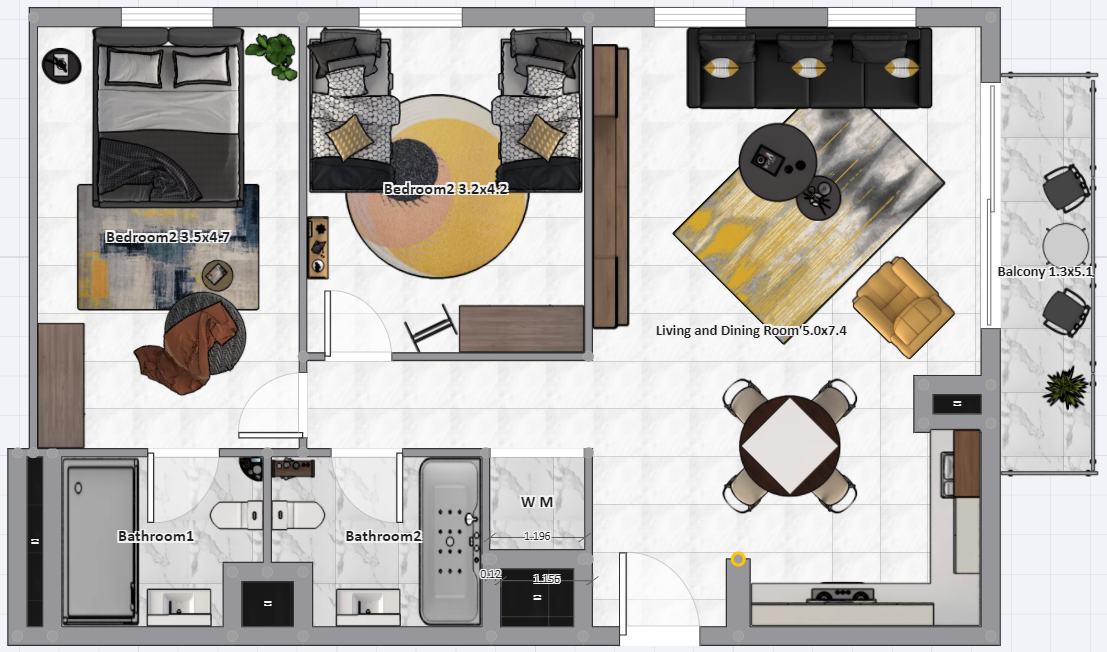 Bedroom2 3.2x4.2
Bedroom2 3.5x4.7
Balcony 1.3x5.1
Living and Dining Room 5.0x7.4
W M
Bathroom1
Bathroom2
1.196
0.12
1.156